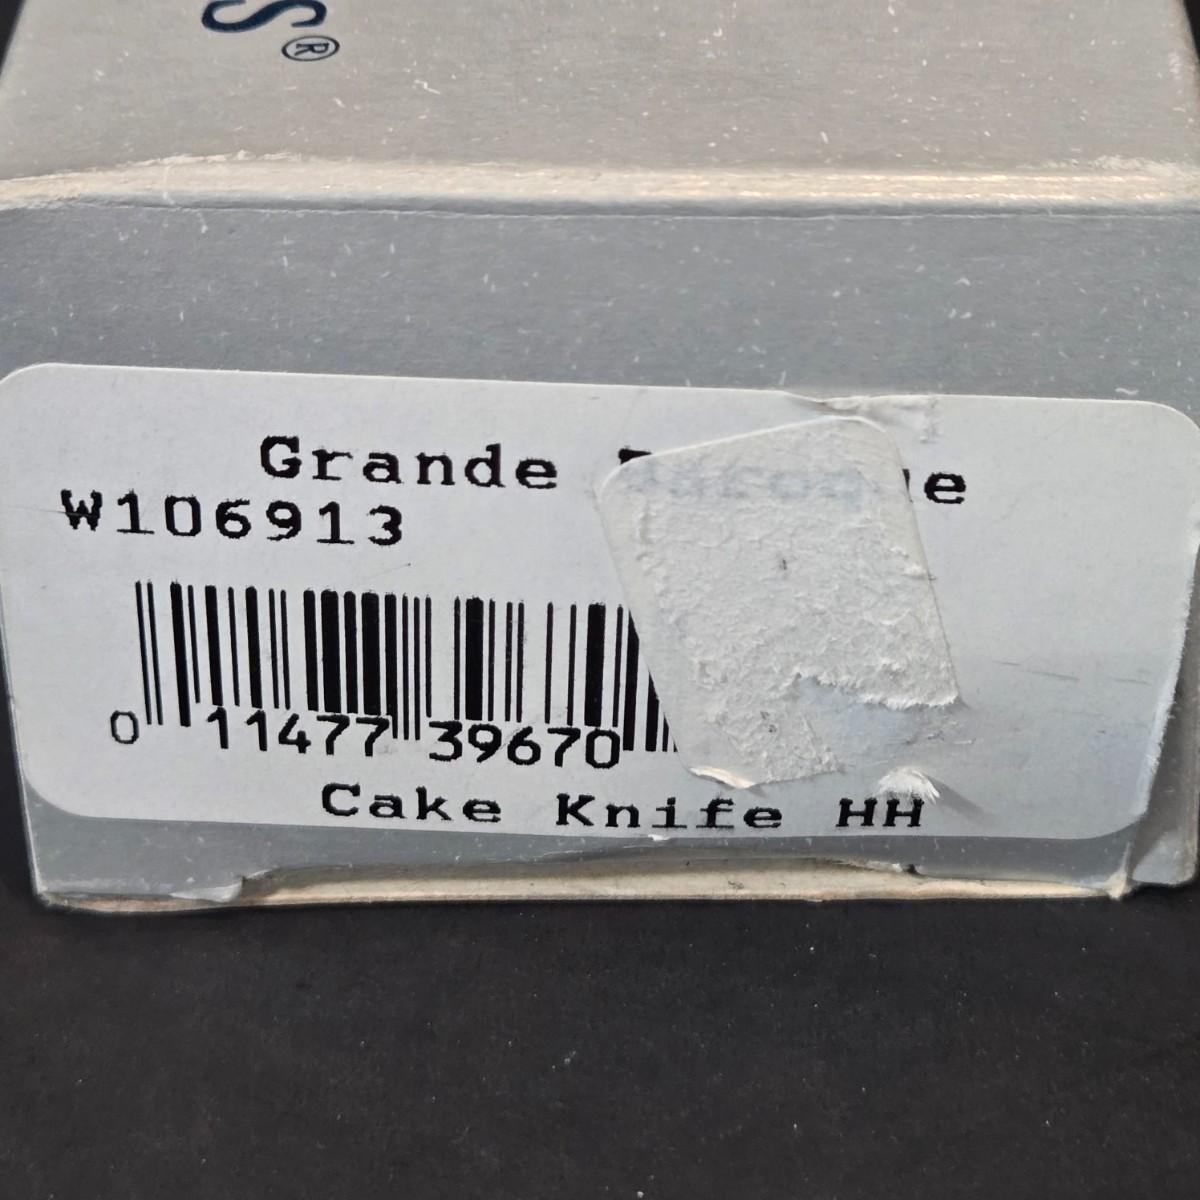 S®
Grande
W106913
0 11477 39670
Cake Knife HH